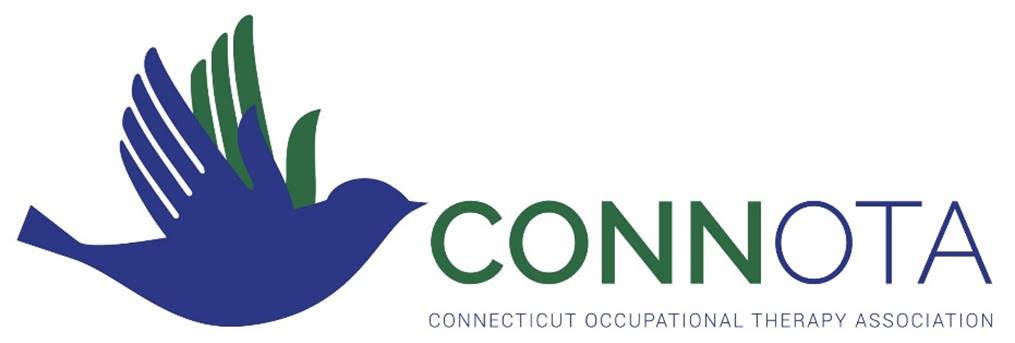 CONNOTA
CONNECTICUT OCCUPATIONAL THERAPY ASSOCIATION